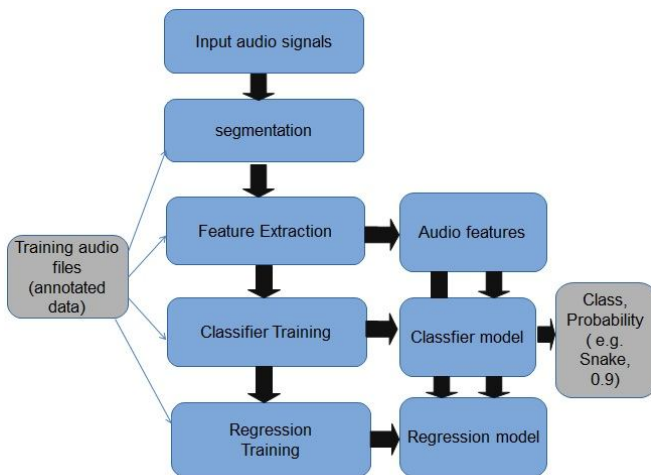 Input audio signals
segmentation
Training audio
files
(annotated
data)
Feature Extraction
Audio features
Classifier Training
Classfier model
Class,
Probability
( e.g.
Snake,
0.9)
Regression
Training
Regression model